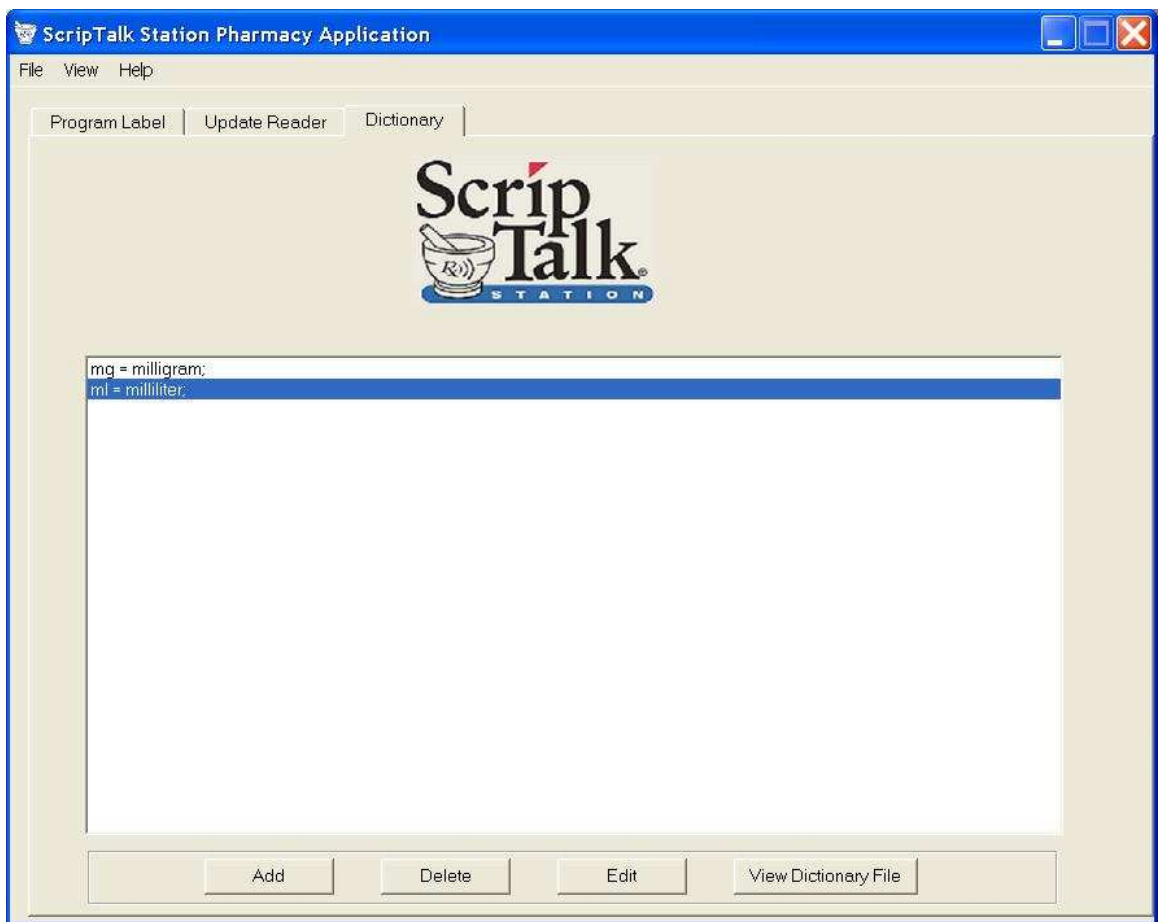 ScripTalk Station Pharmacy Application
File View Help
Program Label Update Reader Dictionary
Scrip
Talk®
Rx
STATION
mg = milligram;
ml = milliliter;
Add Delete Edit View Dictionary File